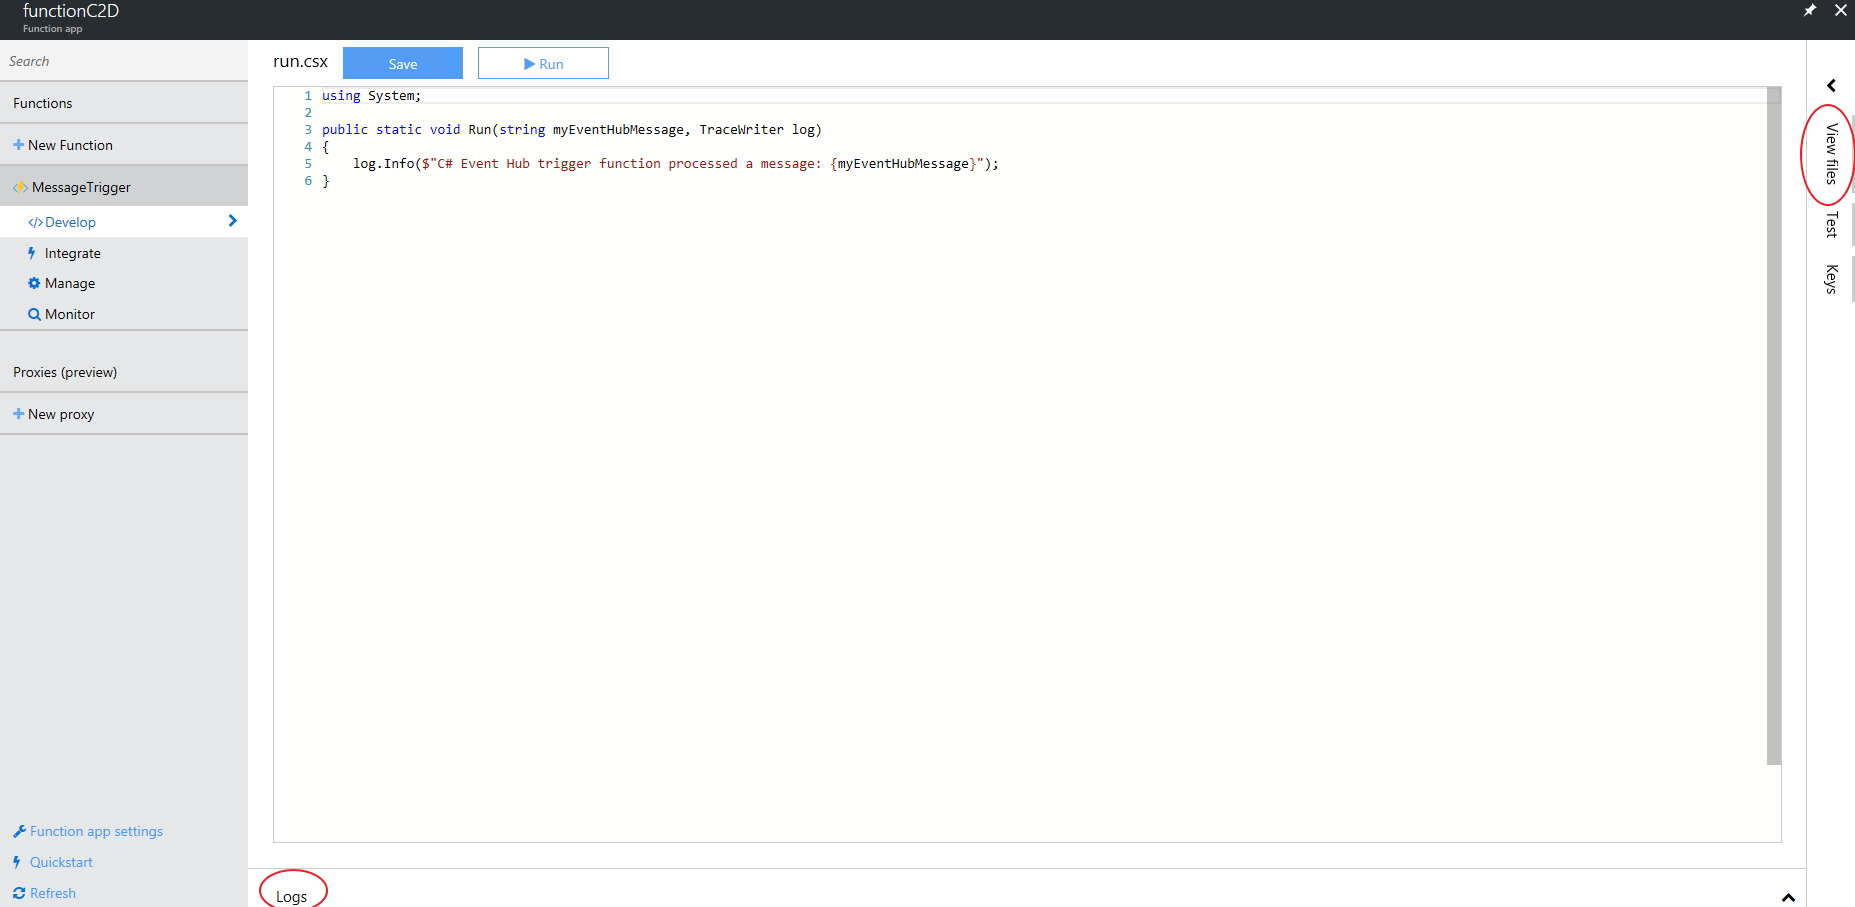 functionC2D
Function app
Search
Functions
New Function
MessageTrigger
</> Develop
Integrate
Manage
Monitor
Proxies (preview)
New proxy
Function app settings
Quickstart
Refresh
run.csx
Save
Run
1 using System;
2
3 public static void Run(string myEventHubMessage, TraceWriter log)
4 {
5 log.Info($"C# Event Hub trigger function processed a message: {myEventHubMessage}");
6 }
Logs
View files
Test
Keys